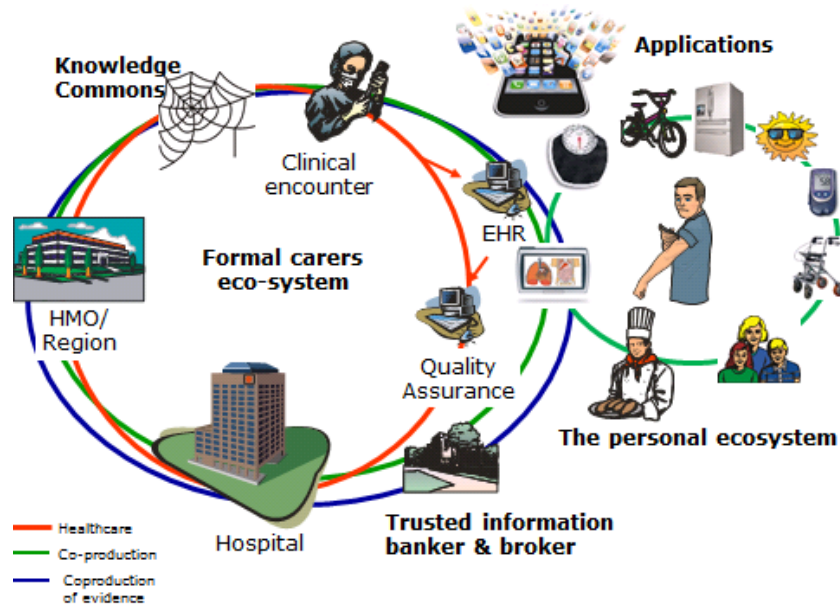 Knowledge
Commons
Applications
Clinical
encounter
EHR
Formal carers
eco-system
HMO/
Region
Quality
Assurance
The personal ecosystem
Hospital
Trusted information
banker & broker
Healthcare
Co-production
Coproduction
of evidence